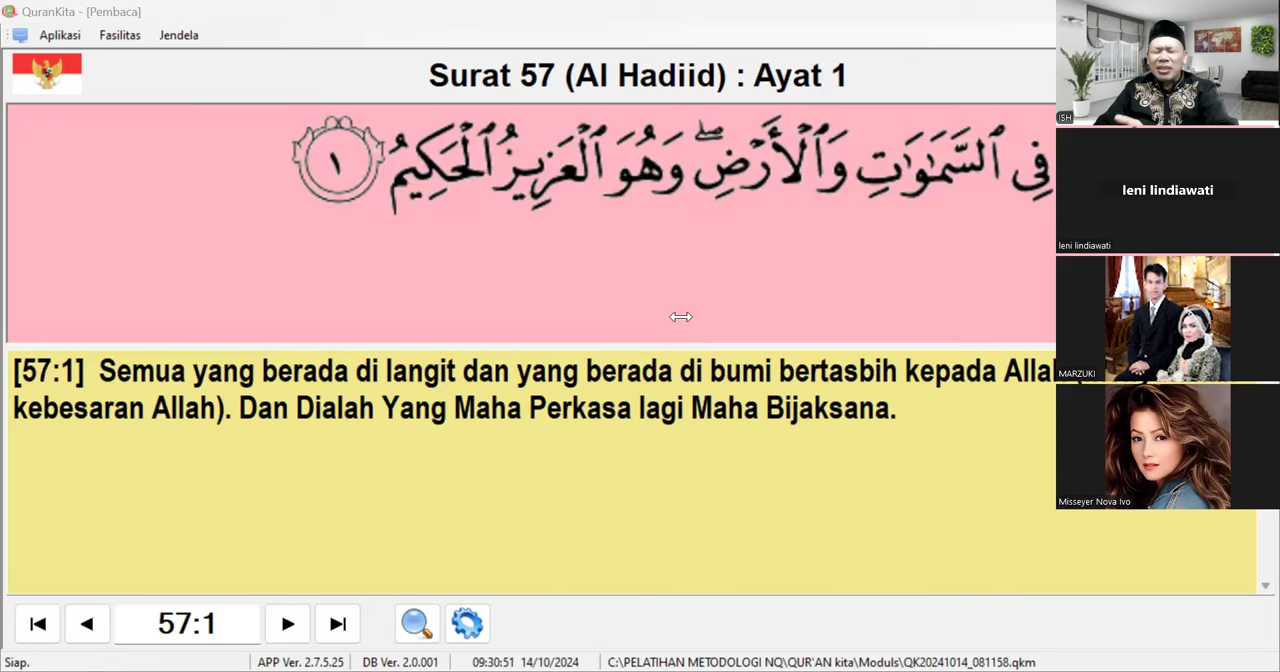 QuranKita - [Pembaca]
Aplikasi Fasilitas Jendela
Surat 57 (Al Hadiid) : Ayat 1
فِي ٱلسَّمَٰوَٰتِ وَٱلْأَرْضِۖ وَهُوَ ٱلْعَزِيزُ ٱلْحَكِيمُ ١
[57:1] Semua yang berada di langit dan yang berada di bumi bertasbih kepada Alla
kebesaran Allah). Dan Dialah Yang Maha Perkasa lagi Maha Bijaksana.
ISH
leni lindiawati
leni lindiawati
MARZUKI
Misseyer Nova Ivo
57:1
Siap. APP Ver. 2.7.5.25 DB Ver. 2.0.001 09:30:51 14/10/2024 C:\PELATIHAN METODOLOGI NQ\QUR'AN kita\Moduls\QK20241014_081158.qkm